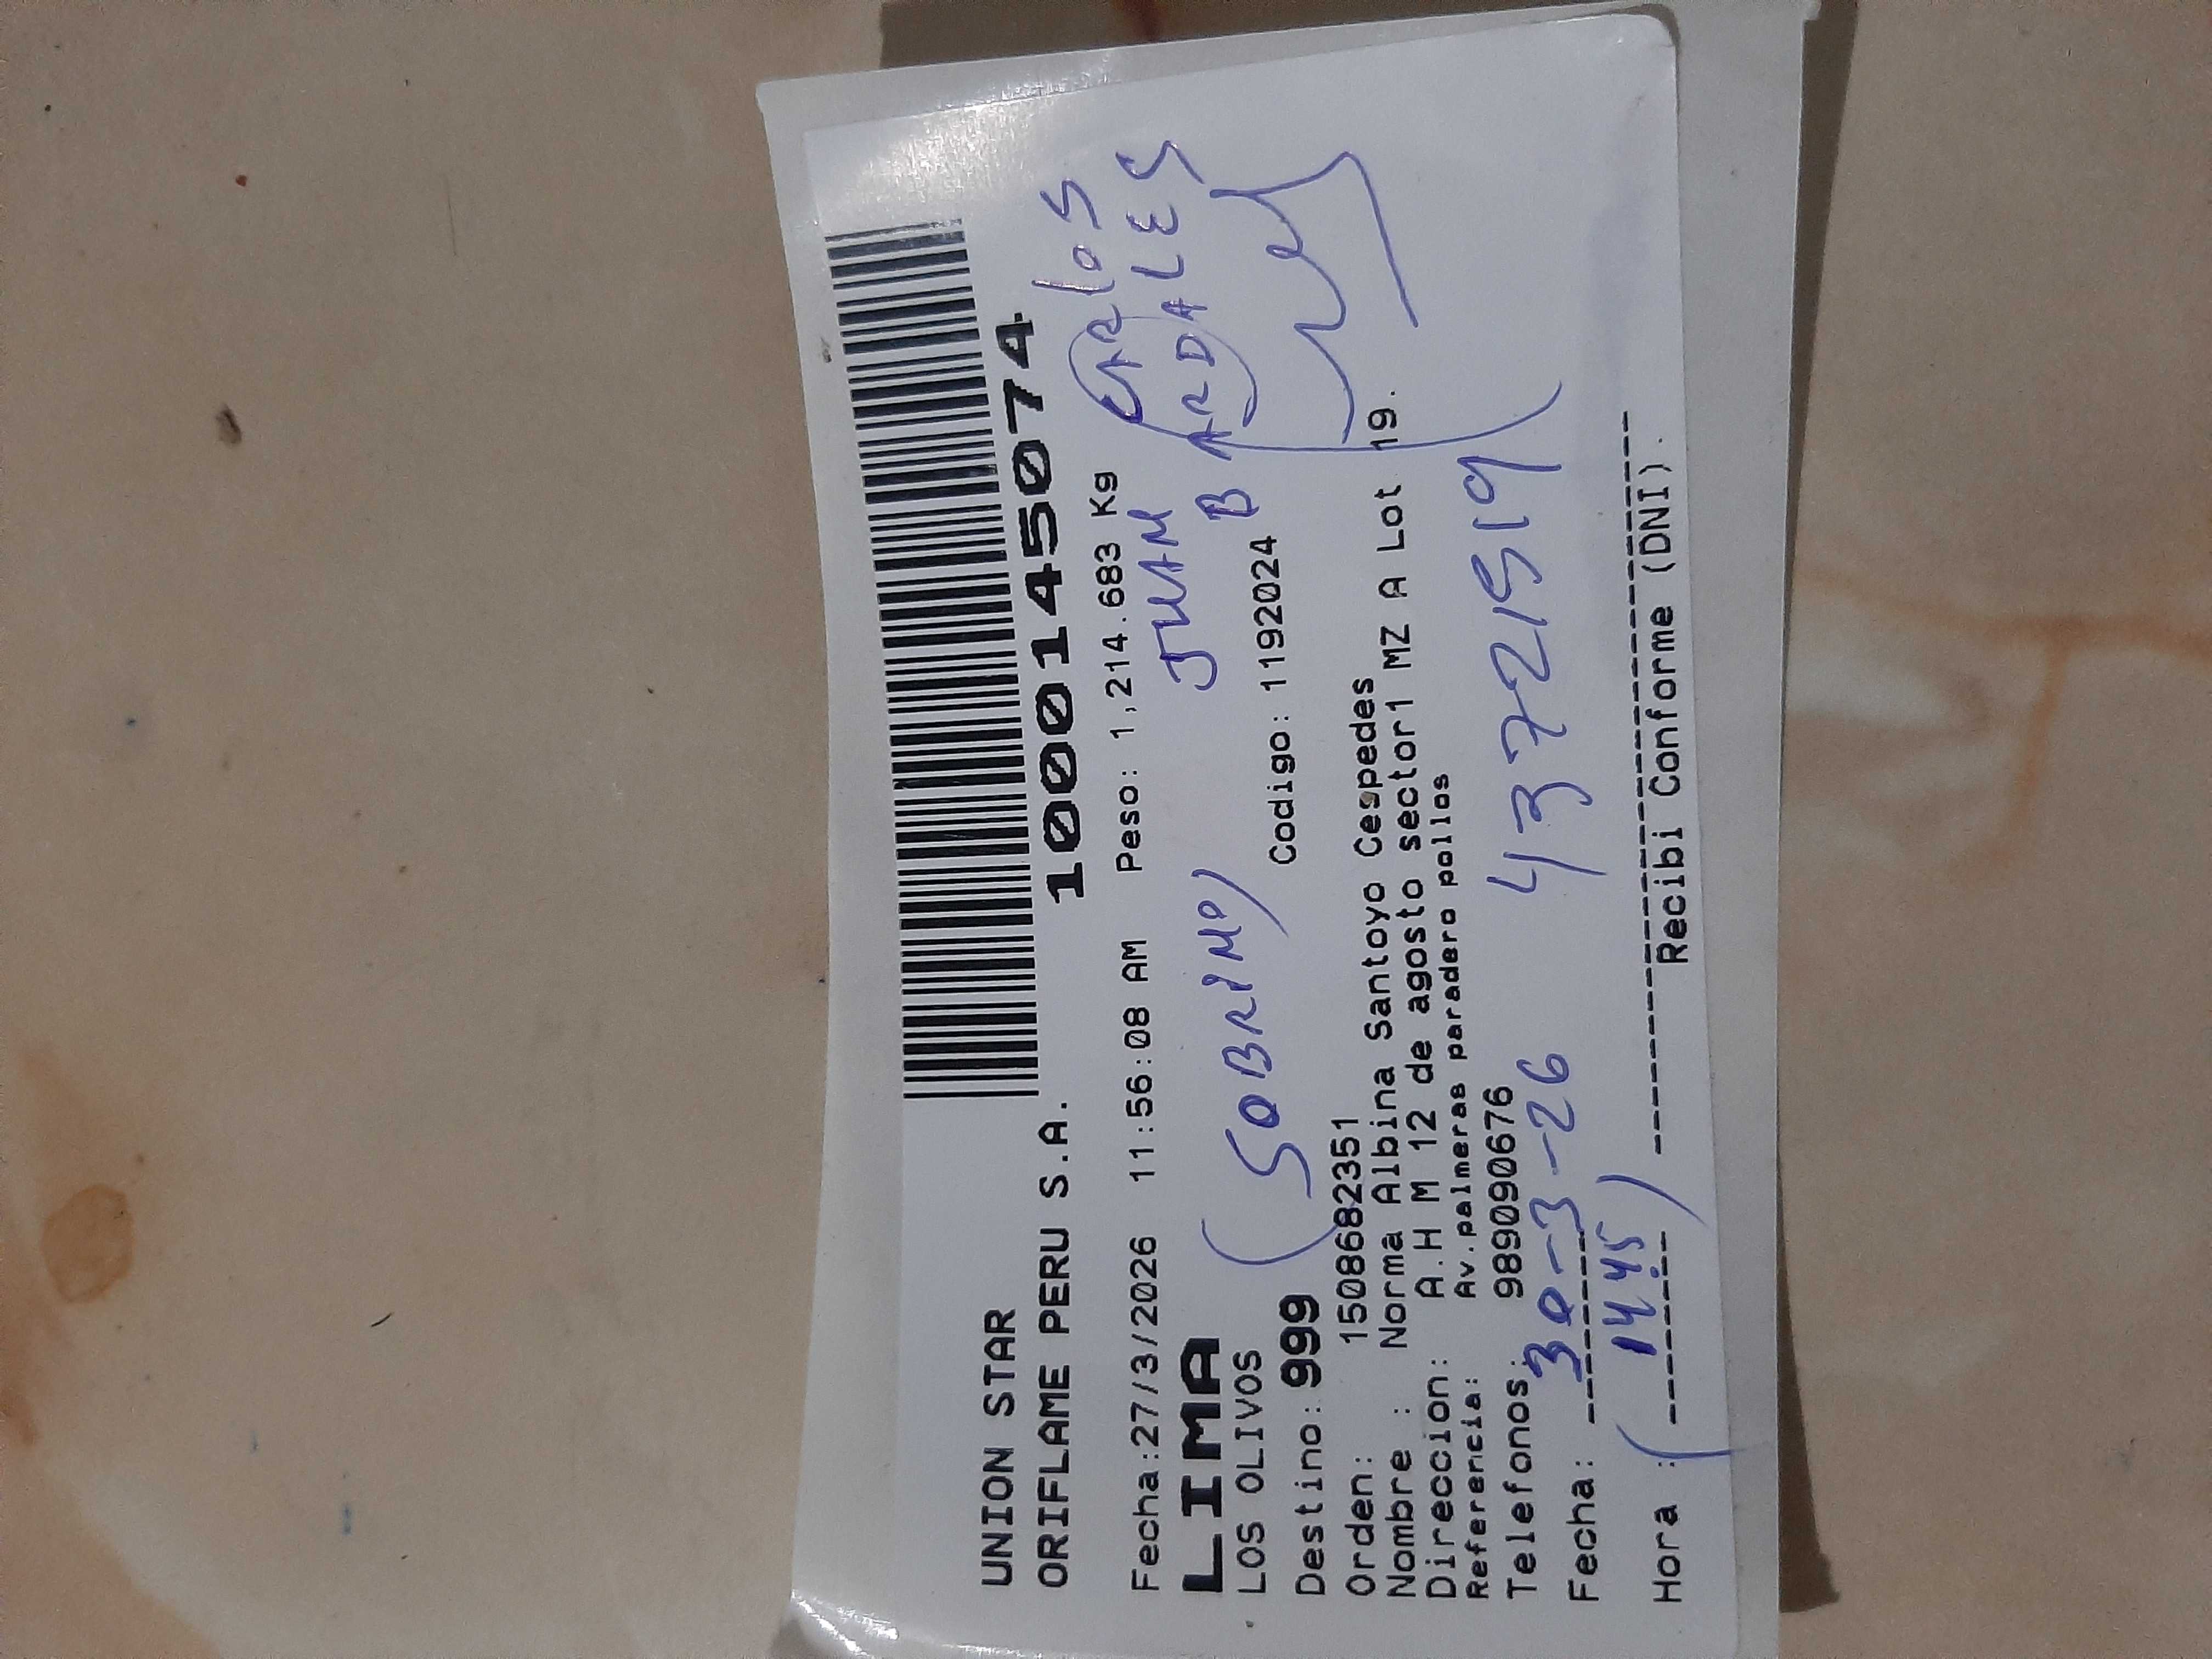 UNION STAR
ORIFLAME PERU S.A.
10001450 74
Fecha:27/3/2026 11:56:08 AM Peso: 1,214.683 Kg
LIMA
LOS OLIVOS
(SOBRINO)
JUAN CARLOS
BARDALES
Destino: 999 Codigo: 1192024
Orden: 1508682351
Nombre : Norma Albina Santoyo Cespedes
Direccion: A.H M 12 de agosto sector1 MZ A Lot 19.
Referencia: Av.palmeras paradero pollos
Telefonos: 989090676
Fecha: 30-3-26 43721519
Hora : (14:45)
Recibi Conforme (DNI).